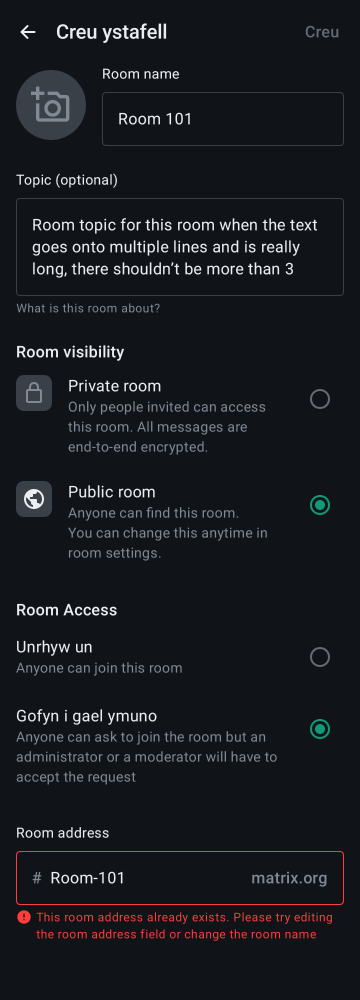 Creu ystafell
Creu
Room name
Room 101
Topic (optional)
Room topic for this room when the text
goes onto multiple lines and is really
long, there shouldn’t be more than 3
What is this room about?
Room visibility
Private room
Only people invited can access
this room. All messages are
end-to-end encrypted.
Public room
Anyone can find this room.
You can change this anytime in
room settings.
Room Access
Unrhyw un
Anyone can join this room
Gofyn i gael ymuno
Anyone can ask to join the room but an
administrator or a moderator will have to
accept the request
Room address
# Room-101 matrix.org
This room address already exists. Please try editing
the room address field or change the room name